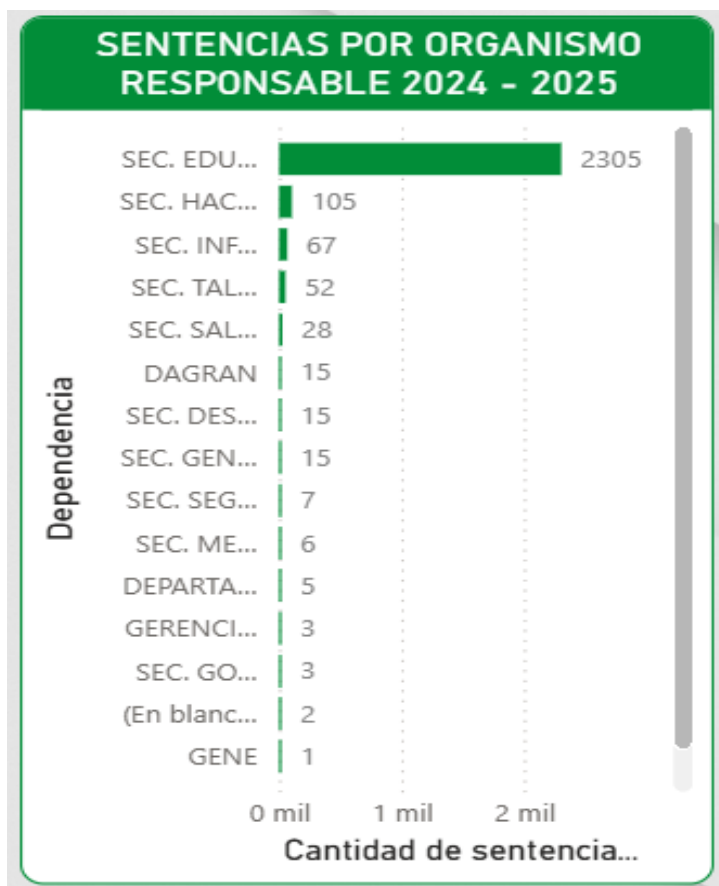 SENTENCIAS POR ORGANISMO
RESPONSABLE 2024 - 2025
SEC. EDU... 2305
SEC. HAC... 105
SEC. INF... 67
SEC. TAL... 52
SEC. SAL... 28
DAGRAN 15
SEC. DES... 15
SEC. GEN... 15
SEC. SEG... 7
SEC. ME... 6
DEPARTA... 5
GERENCI... 3
SEC. GO... 3
(En blanc... 2
GENE 1
Dependencia
0 mil 1 mil 2 mil
Cantidad de sentencia...